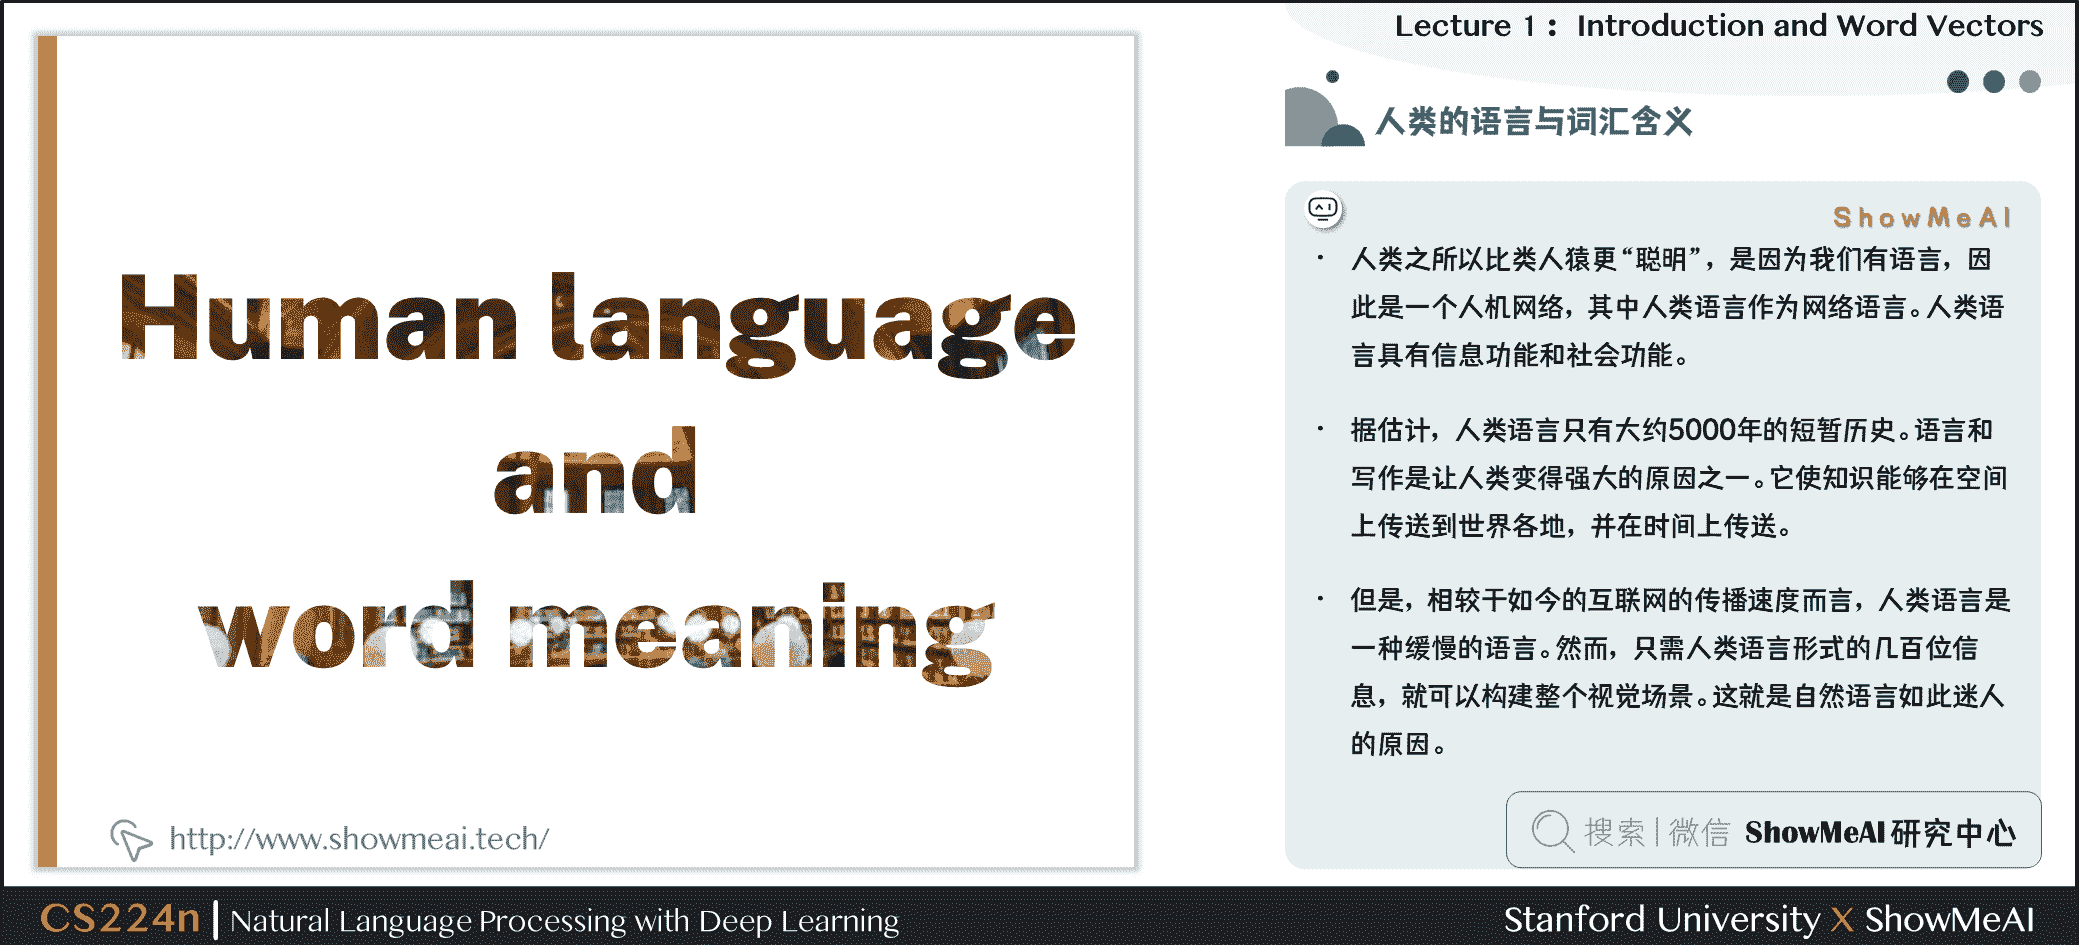 Lecture 1： Introduction and Word Vectors
Human language
and
word meaning
http://www.showmeai.tech/
人类的语言与词汇含义
ShowMeAI
· 人类之所以比类人猿更“聪明”，是因为我们有语言，因
此是一个人机网络，其中人类语言作为网络语言。人类语
言具有信息功能和社会功能。
· 据估计，人类语言只有大约5000年的短暂历史。语言和
写作是让人类变得强大的原因之一。它使知识能够在空间
上传送到世界各地，并在时间上传送。
· 但是，相较于如今的互联网的传播速度而言，人类语言是
一种缓慢的语言。然而，只需人类语言形式的几百位信
息，就可以构建整个视觉场景。这就是自然语言如此迷人
的原因。
搜索|微信 ShowMeAI研究中心
CS224n | Natural Language Processing with Deep Learning
Stanford University X ShowMeAI